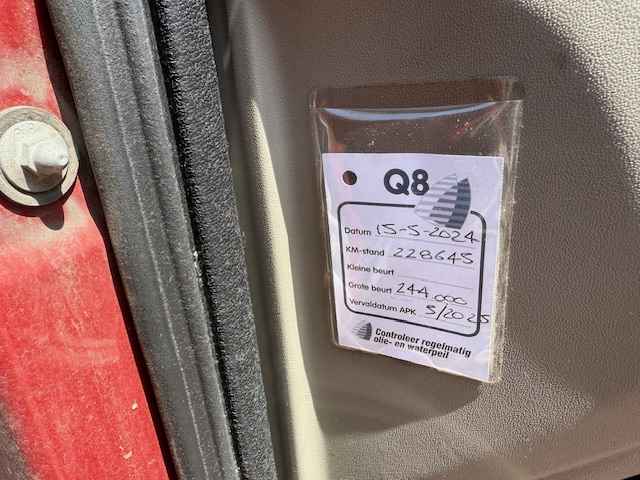 Q8
Datum 15-5-2024
KM-stand 228645
Kleine beurt
Grote beurt 244.000
Vervaldatum APK 5/2025
Controleer regelmatig
olie- en waterpeil